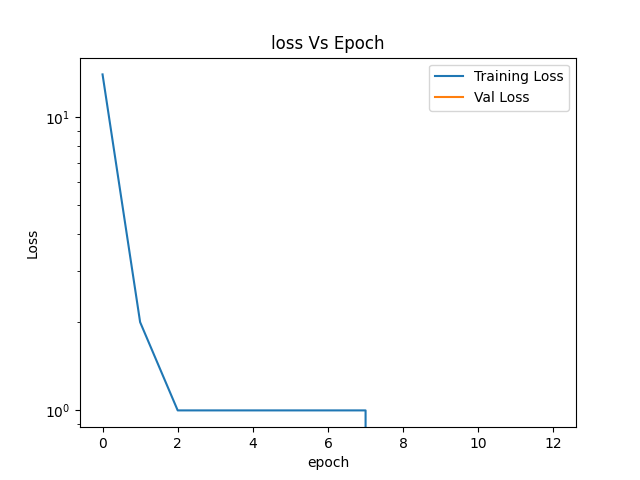 loss Vs Epoch
Training Loss
Val Loss
10¹
10⁰
Loss
0 2 4 6 8 10 12
epoch